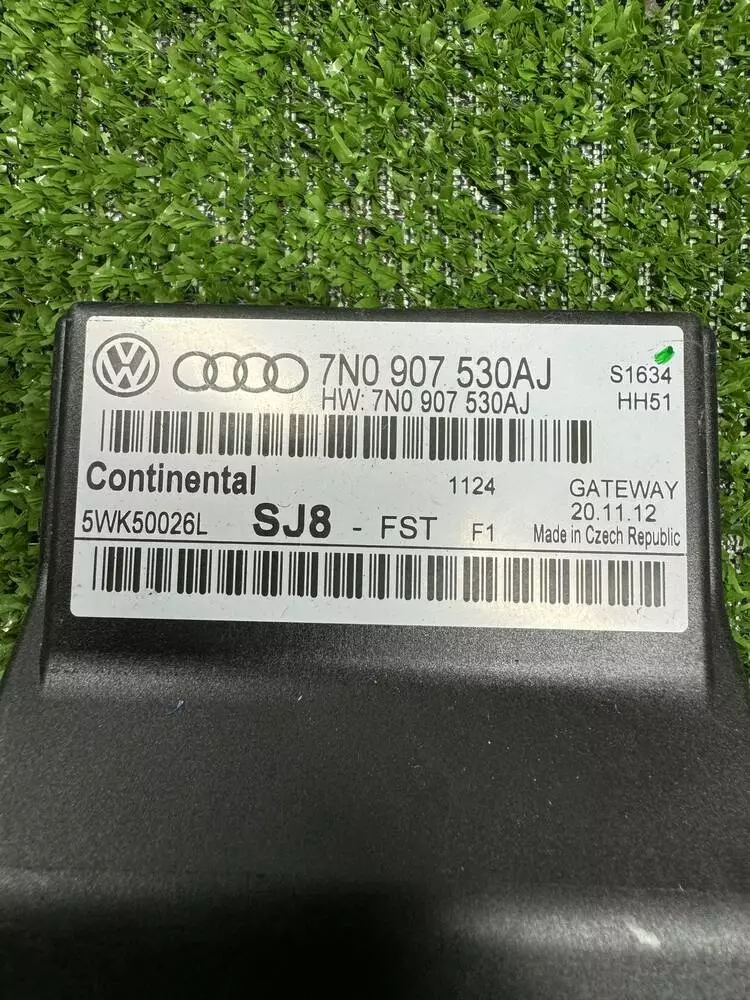 7N0 907 530AJ S1634
HW: 7N0 907 530AJ HH51
Continental 1124 GATEWAY
5WK50026L SJ8 - FST F1 20.11.12
Made in Czech Republic